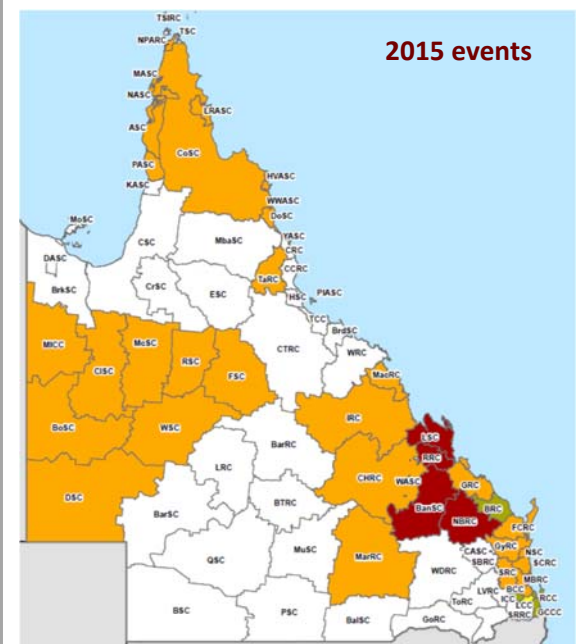 2015 events
TSIRC
TSC
NPARC
MASC
NASC
LRASC
ASC
CoSC
PASC
HVASC
KASC
WWASC
DoSC
MoSC
YASC
CSC
MbaSC
CRC
DASC
TaRC
CCRC
BrkSC
CrSC
ESC
HSC
PIASC
TCC
BrdSC
MICC
McSC
RSC
CTRC
WRC
ClSC
FSC
MacRC
BoSC
WSC
IRC
BarRC
LSC
LRC
RRC
DSC
CHRC
WASC
GRC
BarSC
BTRC
BanSC
BRC
NBRC
FCRC
QSC
MuSC
MarRC
GyRC
CASC
NSC
SBRC
SCRC
WDRC
SRC
MBRC
LVRC
BCC
BSC
PSC
BalSC
ToRC
ICC
RCC
LCC
GoRC
SRRC
GCCC